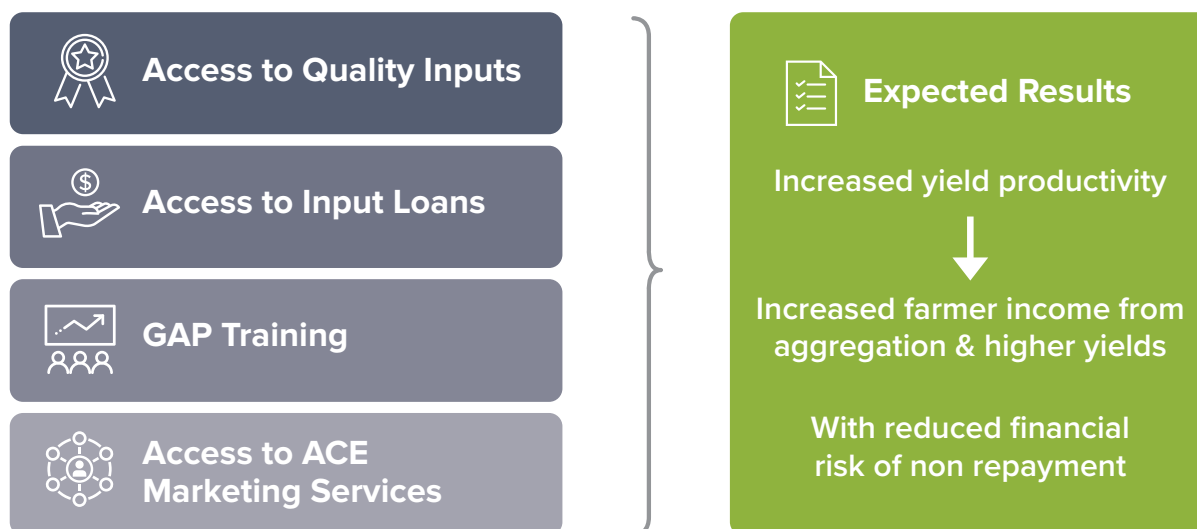 Access to Quality Inputs
Access to Input Loans
GAP Training
Access to ACE
Marketing Services
Expected Results
Increased yield productivity
Increased farmer income from
aggregation & higher yields
With reduced financial
risk of non repayment